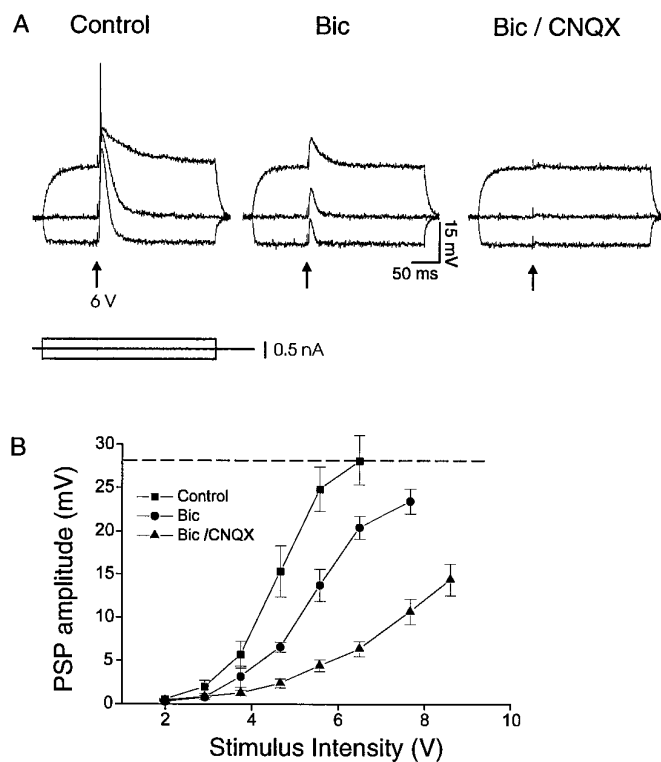 A
Control
Bic
Bic / CNQX
15 mV
50 ms
6 V
0.5 nA
B
30
25
20
15
10
5
0
PSP amplitude (mV)
Control
Bic
Bic /CNQX
2
4
6
8
10
Stimulus Intensity (V)